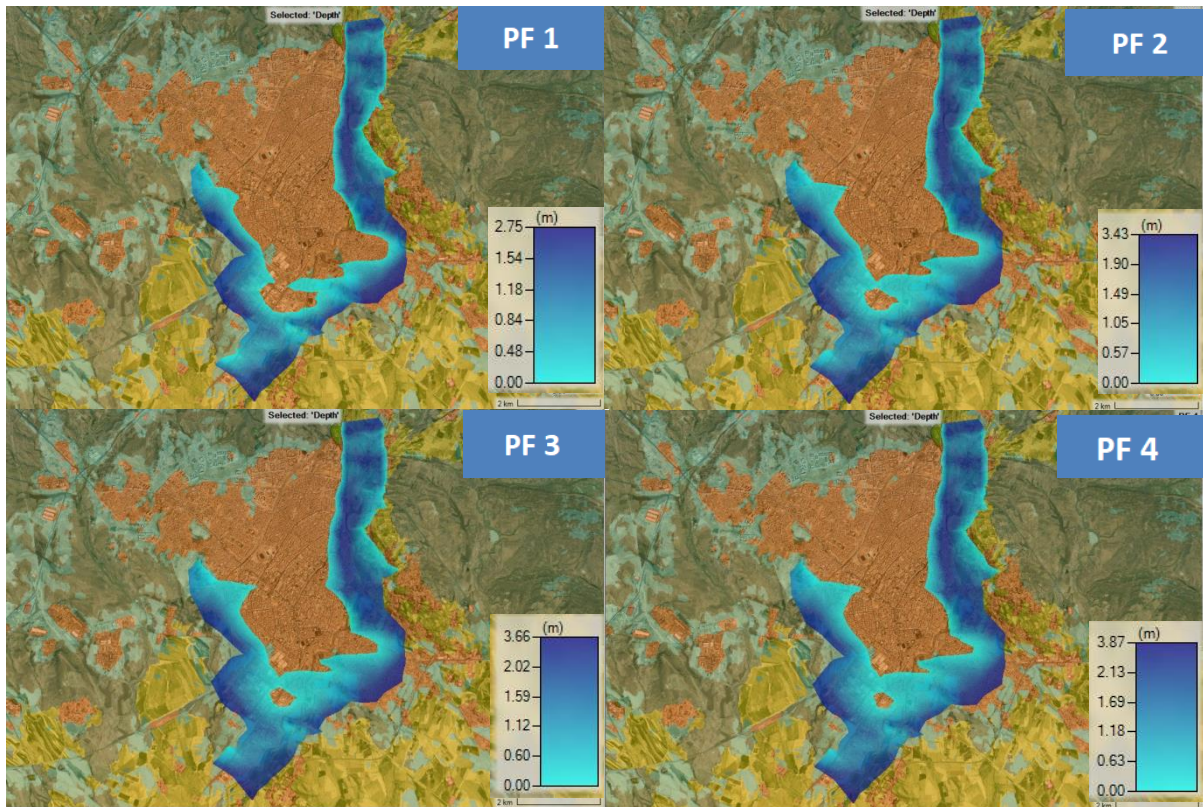 Selected: 'Depth'
PF 1
(m)
2.75
1.54
1.18
0.84
0.48
0.00
2 km
Selected: 'Depth'
PF 2
(m)
3.43
1.90
1.49
1.05
0.57
0.00
2 km
Selected: 'Depth'
PF 3
(m)
3.66
2.02
1.59
1.12
0.60
0.00
2 km
Selected: 'Depth'
PF 4
(m)
3.87
2.13
1.69
1.18
0.63
0.00
2 km